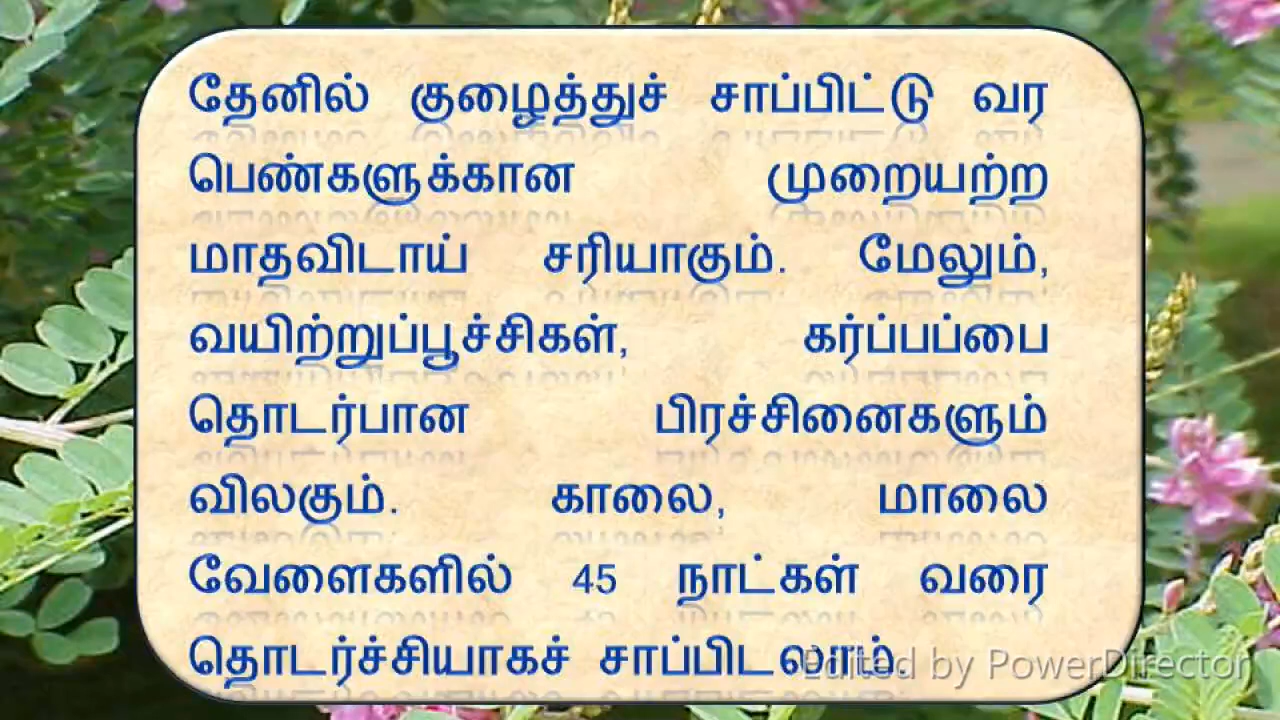 தேனில் குழைத்துச் சாப்பிட்டு வர
பெண்களுக்கான முறையற்ற
மாதவிடாய் சரியாகும். மேலும்,
வயிற்றுப்பூச்சிகள், கர்ப்பப்பை
தொடர்பான பிரச்சினைகளும்
விலகும். காலை, மாலை
வேளைகளில் 45 நாட்கள் வரை
தொடர்ச்சியாகச் சாப்பிடலாம்.
Edited by PowerDirector